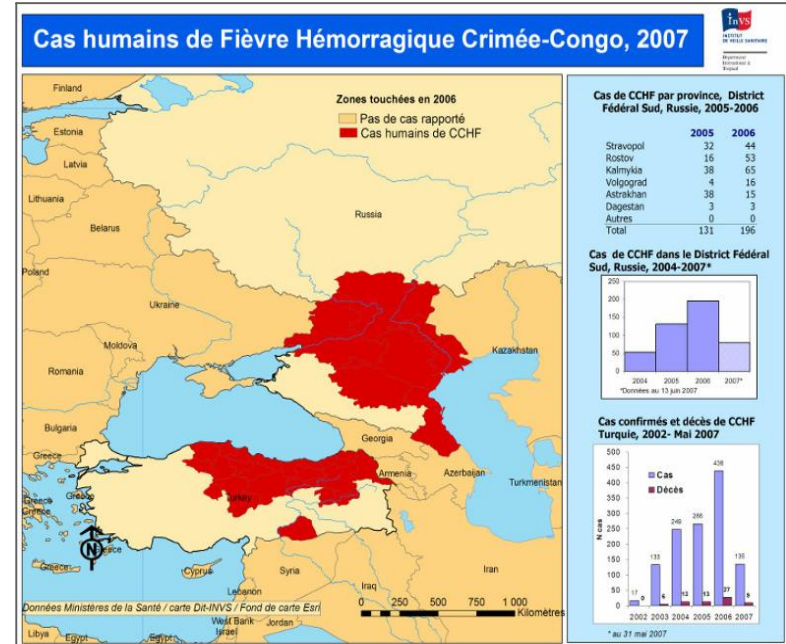 Cas humains de Fièvre Hémorragique Crimée-Congo, 2007
InVS
INSTITUT
DE VEILLE SANITAIRE
Zones touchées en 2006
Pas de cas rapporté
Cas humains de CCHF
Finland
Estonia
Latvia
Lithuania
Belarus
Poland
Ukraine
Moldova
Romania
Bulgaria
Greece
Russia
Kazakhstan
Georgia
Armenia
Azerbaijan
Turkmenistan
Turkey
Greece
Greece
Greece
Greece
Greece
Greece
N
Cyprus
Syria
Lebanon
Iraq
Iran
West Bank
Israel
Jordan
Libya
Egypt
Egypt
Données Ministères de la Santé / carte Dit-INVS / Fond de carte Esri
0 250 500 1 000
Kilomètres
Cas de CCHF par province, District
Fédéral Sud, Russie, 2005-2006
2005 2006
Stravopol 32 44
Rostov 16 53
Kalmykia 38 65
Volgograd 4 16
Astrakhan 38 15
Dagestan 3 3
Autres 0 0
Total 131 196
Cas de CCHF dans le District Fédéral
Sud, Russie, 2004-2007*
250
200
150
100
50
0
2004 2005 2006 2007*
*Données au 13 juin 2007
Cas confirmés et décès de CCHF
Turquie, 2002- Mai 2007
N cas
500
450
400
350
300
250
200
150
100
50
0
Cas
Décès
17 0 133 6 249 13 266 13 438 27 135 9
2002 2003 2004 2005 2006 2007
* au 31 mai 2007